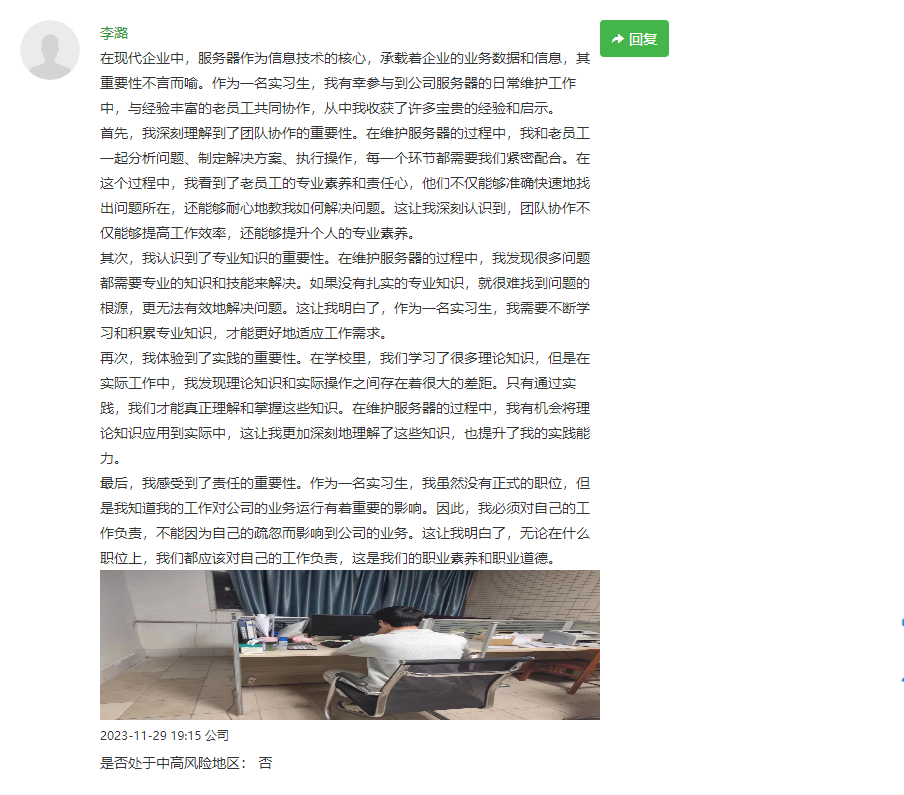 李潞
回复
在现代企业中，服务器作为信息技术的核心，承载着企业的业务数据和信息，其
重要性不言而喻。作为一名实习生，我有幸参与到公司服务器的日常维护工作
中，与经验丰富的老员工共同协作，从中我收获了许多宝贵的经验和启示。
首先，我深刻理解到了团队协作的重要性。在维护服务器的过程中，我和老员工
一起分析问题、制定解决方案、执行操作，每一个环节都需要我们紧密配合。在
这个过程中，我看到了老员工的专业素养和责任心，他们不仅能够准确快速地找
出问题所在，还能够耐心地教我如何解决问题。这让我深刻认识到，团队协作不
仅能够提高工作效率，还能够提升个人的专业素养。
其次，我认识到了专业知识的重要性。在维护服务器的过程中，我发现很多问题
都需要专业的知识和技能来解决。如果没有扎实的专业知识，就很难找到问题的
根源，更无法有效地解决问题。这让我明白了，作为一名实习生，我需要不断学
习和积累专业知识，才能更好地适应工作需求。
再次，我体验到了实践的重要性。在学校里，我们学习了很多理论知识，但是在
实际工作中，我发现理论知识和实际操作之间存在着很大的差距。只有通过实
践，我们才能真正理解和掌握这些知识。在维护服务器的过程中，我有机会将理
论知识应用到实际中，这让我更加深刻地理解了这些知识，也提升了我的实践能
力。
最后，我感受到了责任的重要性。作为一名实习生，我虽然没有正式的职位，但
是我知道我的工作对公司的业务运行有着重要的影响。因此，我必须对自己的工
作负责，不能因为自己的疏忽而影响到公司的业务。这让我明白了，无论在什么
职位上，我们都应该对自己的工作负责，这是我们的职业素养和职业道德。
2023-11-29 19:15 公司
是否处于中高风险地区： 否